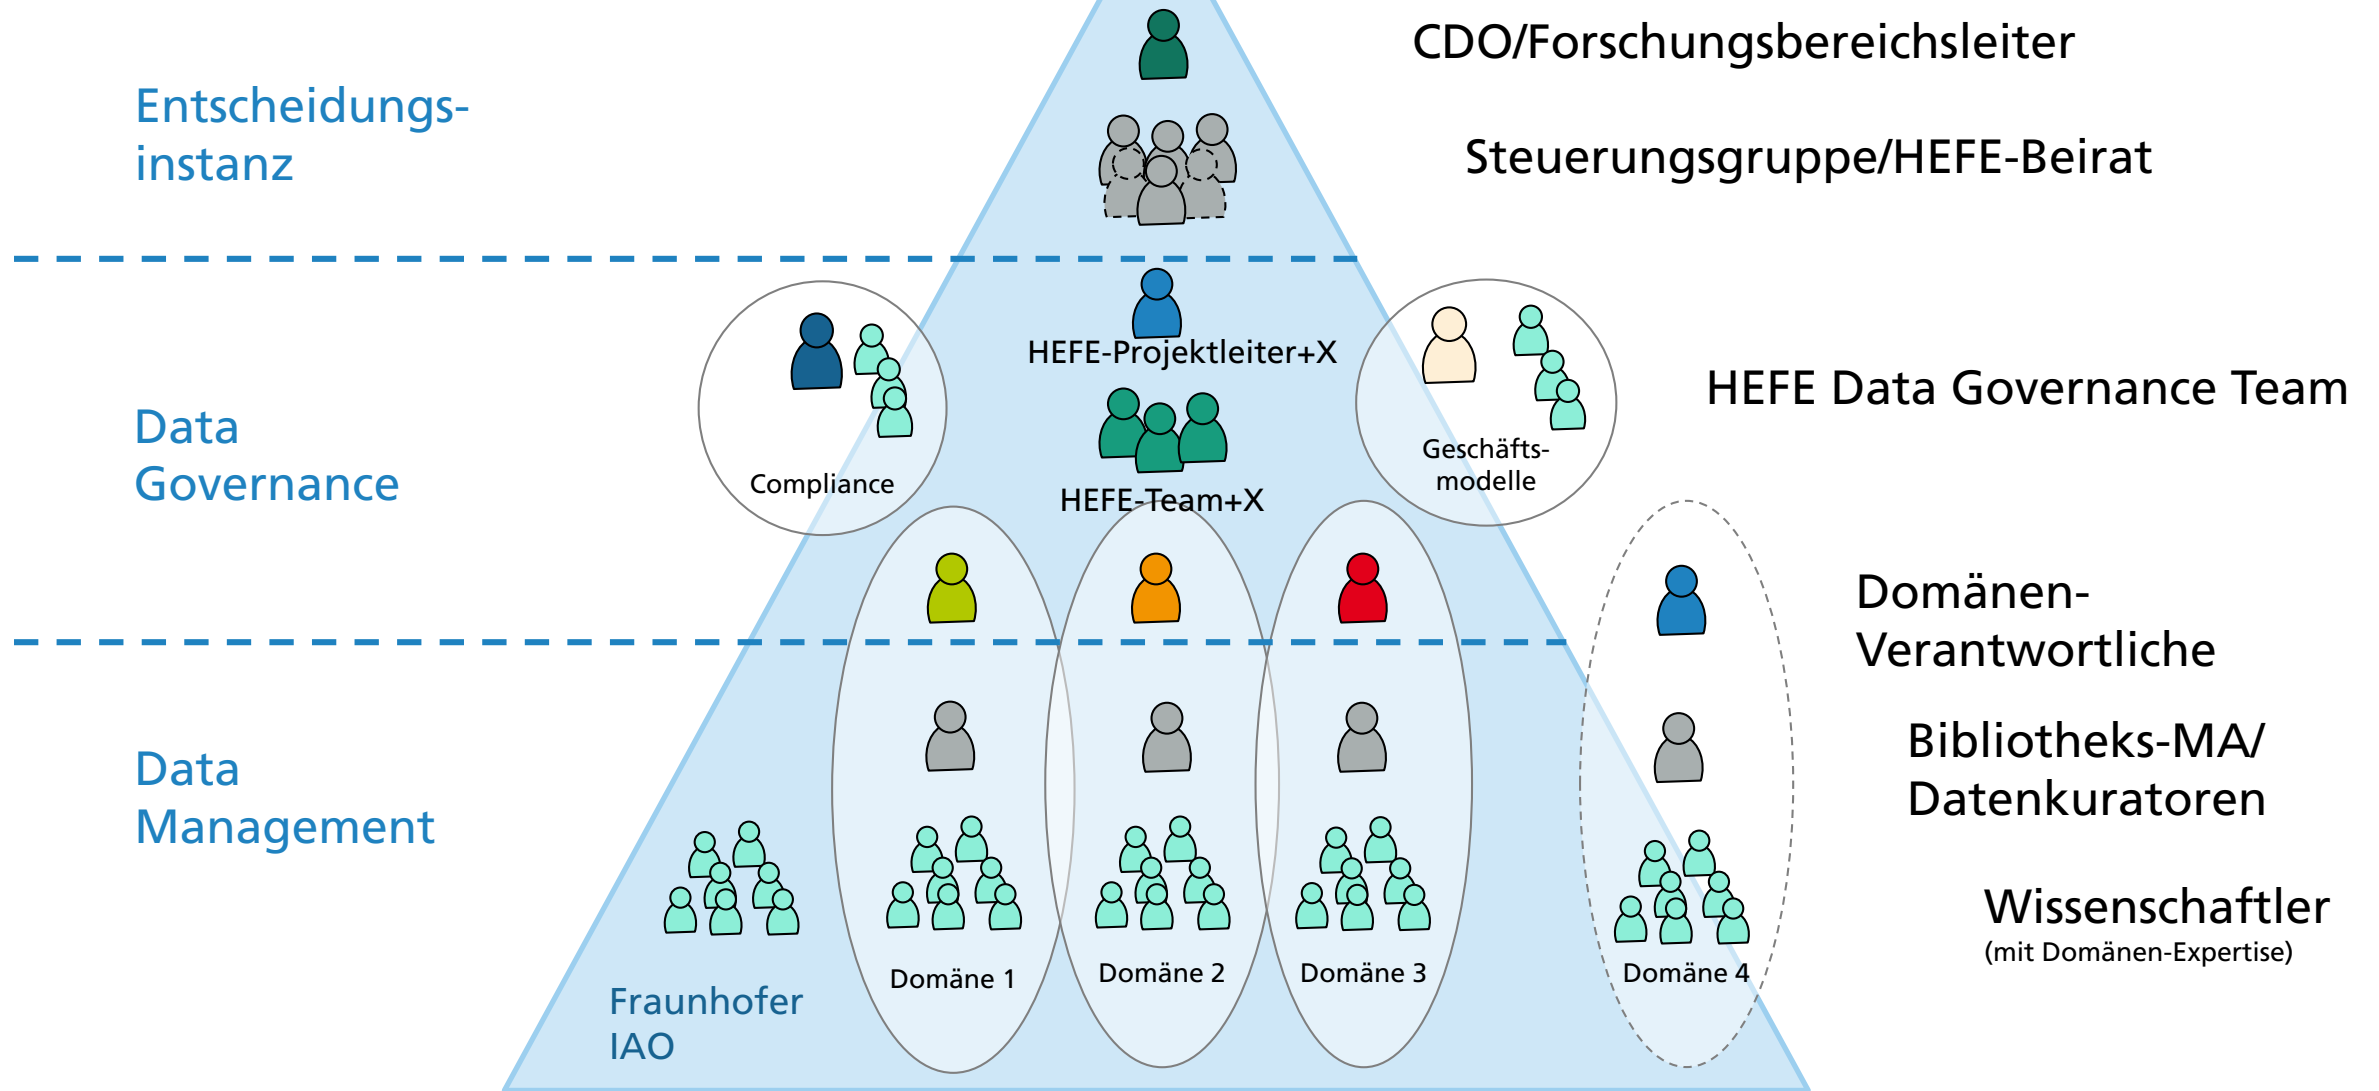 CDO/Forschungsbereichsleiter
Entscheidungs-
instanz
Steuerungsgruppe/HEFE-Beirat
HEFE-Projektleiter+X
HEFE Data Governance Team
Data
Governance
Compliance
Geschäfts-
modelle
HEFE-Team+X
Domänen-
Verantwortliche
Bibliotheks-MA/
Datenkuratoren
Data
Management
Wissenschaftler
(mit Domänen-Expertise)
Domäne 1
Domäne 2
Domäne 3
Domäne 4
Fraunhofer
IAO